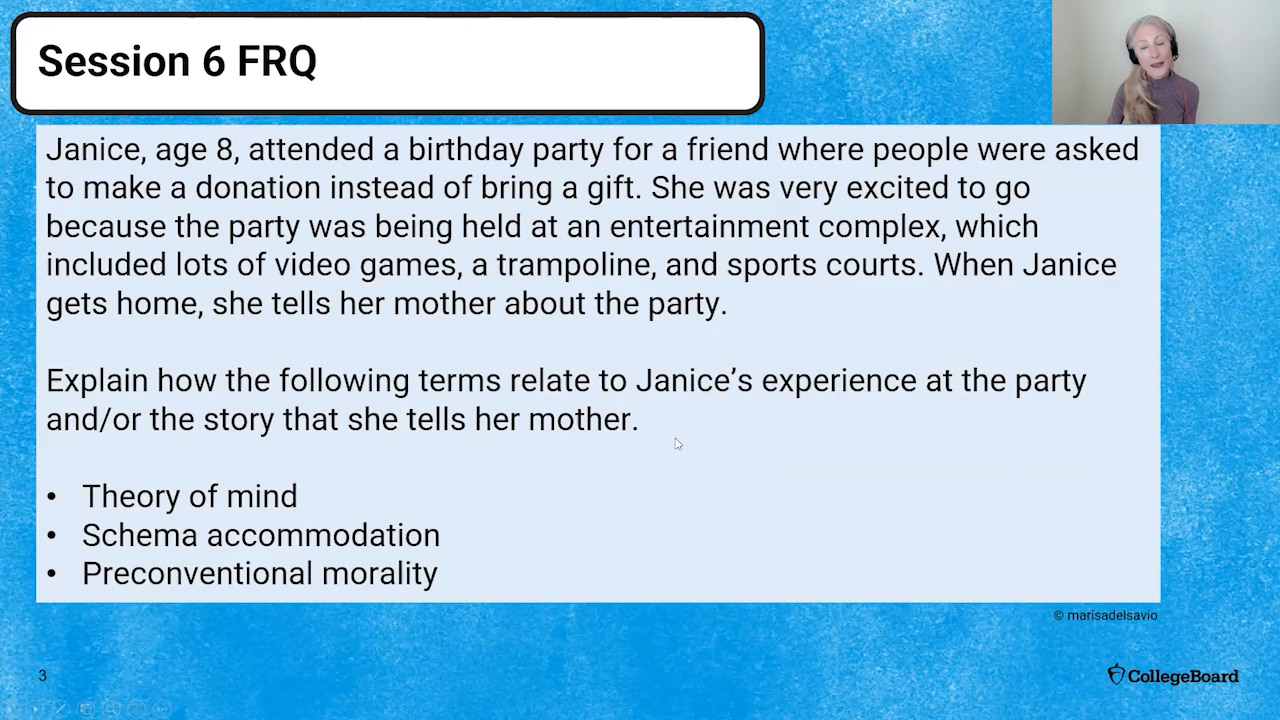 Session 6 FRQ
Janice, age 8, attended a birthday party for a friend where people were asked
to make a donation instead of bring a gift. She was very excited to go
because the party was being held at an entertainment complex, which
included lots of video games, a trampoline, and sports courts. When Janice
gets home, she tells her mother about the party.
Explain how the following terms relate to Janice’s experience at the party
and/or the story that she tells her mother.
• Theory of mind
• Schema accommodation
• Preconventional morality
© marisadelsavio
3
CollegeBoard